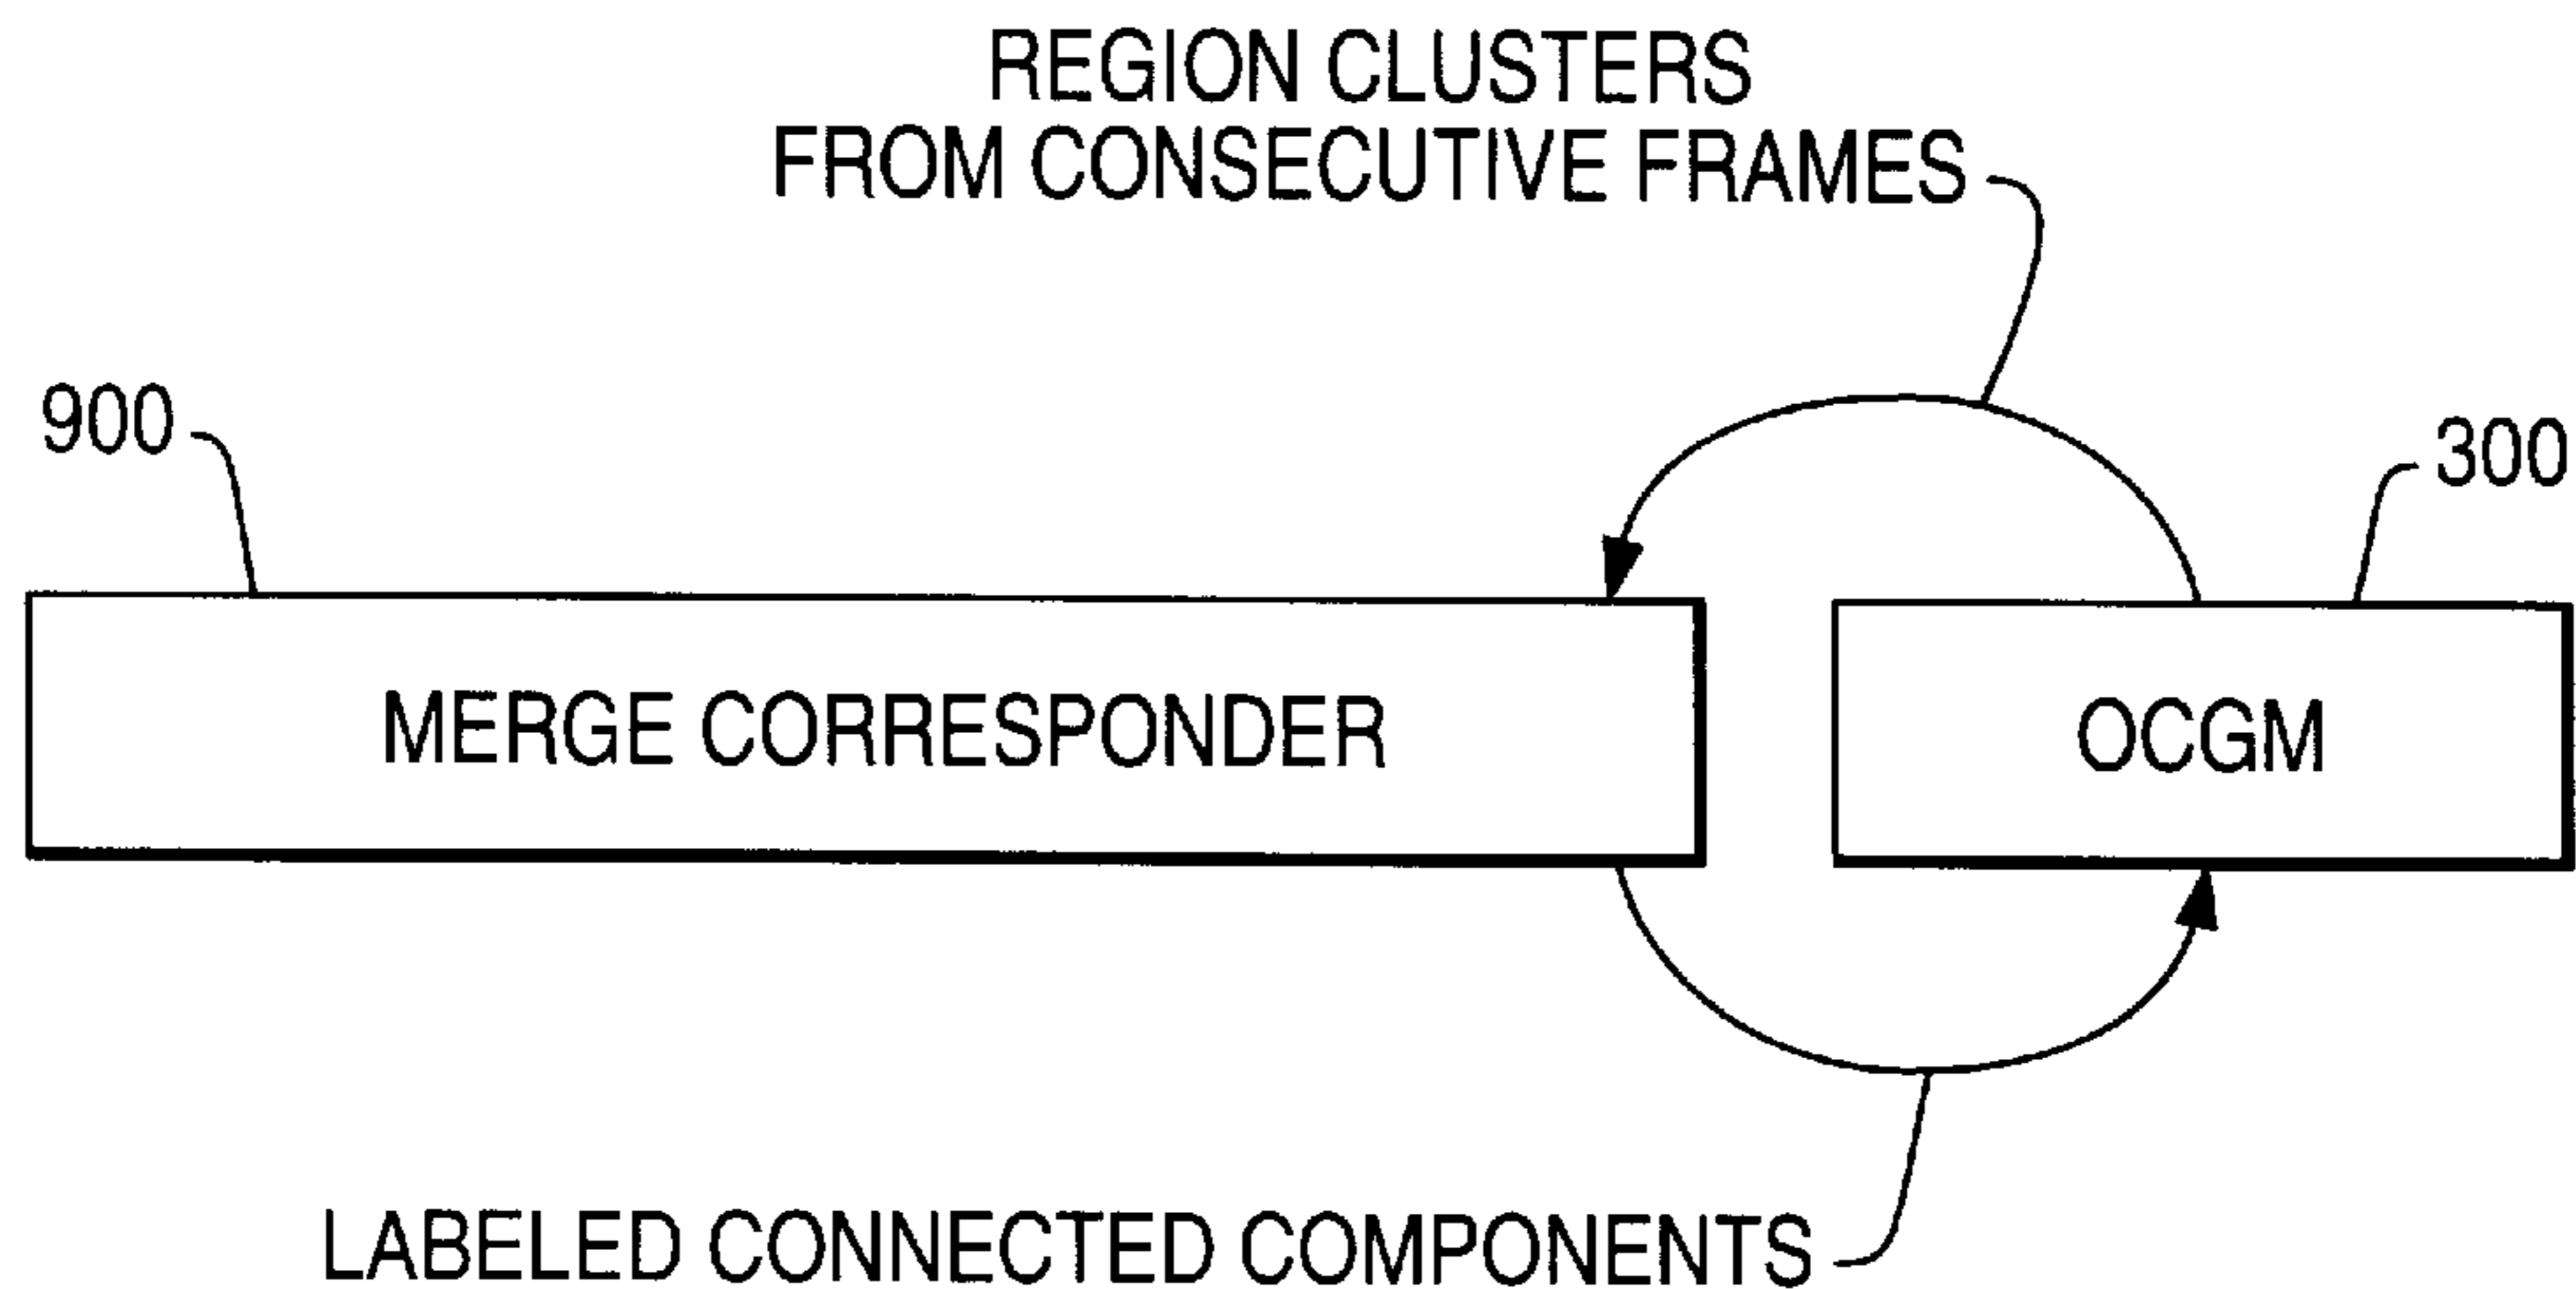 REGION CLUSTERS
FROM CONSECUTIVE FRAMES
900
300
MERGE CORRESPONDER
OCGM
LABELED CONNECTED COMPONENTS